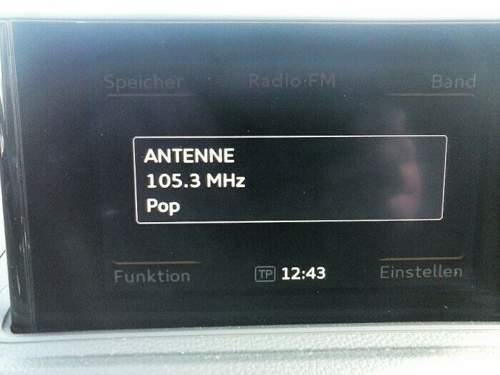 Speicher Radio·FM Band
ANTENNE
105.3 MHz
Pop
Funktion TP 12:43 Einstellen